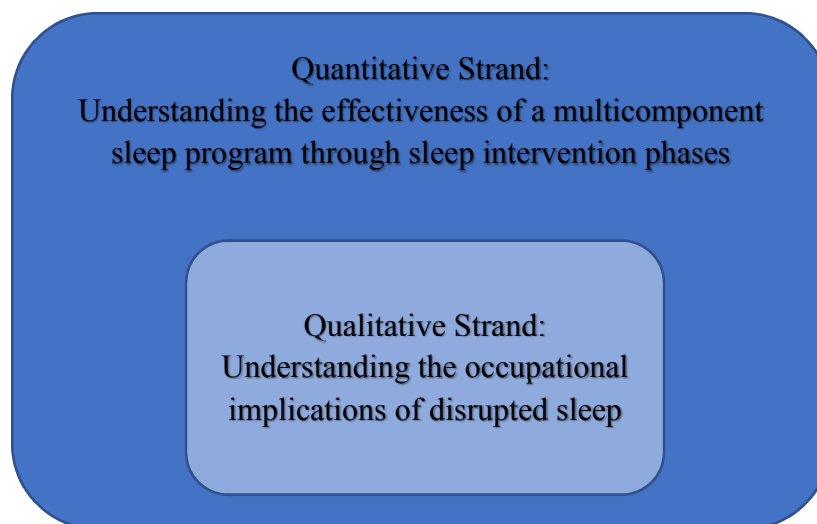 Quantitative Strand:
Understanding the effectiveness of a multicomponent
sleep program through sleep intervention phases
Qualitative Strand:
Understanding the occupational
implications of disrupted sleep